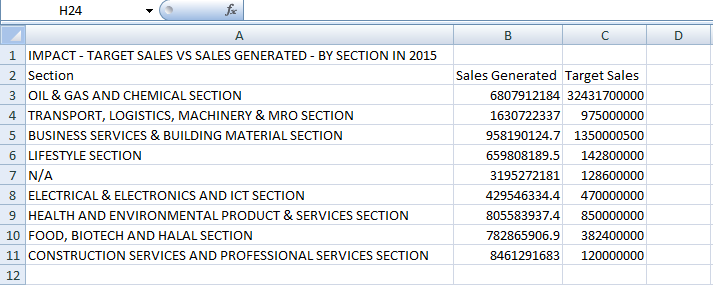 H24 fx
A B C D
1 IMPACT - TARGET SALES VS SALES GENERATED - BY SECTION IN 2015
2 Section Sales Generated Target Sales
3 OIL & GAS AND CHEMICAL SECTION 6807912184 32431700000
4 TRANSPORT, LOGISTICS, MACHINERY & MRO SECTION 1630722337 975000000
5 BUSINESS SERVICES & BUILDING MATERIAL SECTION 958190124.7 1350000500
6 LIFESTYLE SECTION 659808189.5 142800000
7 N/A 3195272181 128600000
8 ELECTRICAL & ELECTRONICS AND ICT SECTION 429546334.4 470000000
9 HEALTH AND ENVIRONMENTAL PRODUCT & SERVICES SECTION 805583937.4 850000000
10 FOOD, BIOTECH AND HALAL SECTION 782865906.9 382400000
11 CONSTRUCTION SERVICES AND PROFESSIONAL SERVICES SECTION 8461291683 120000000
12